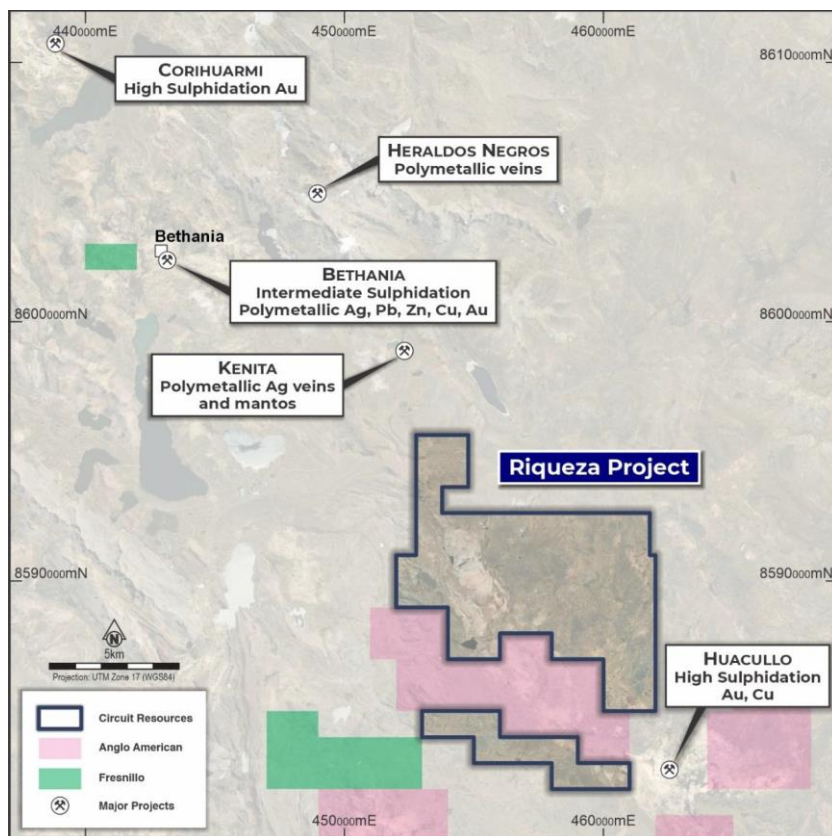 440000mE 450000mE 460000mE
8610000mN
CORIHUARMI
High Sulphidation Au
HERALDOS NEGROS
Polymetallic veins
Bethania
BETHANIA
Intermediate Sulphidation
Polymetallic Ag, Pb, Zn, Cu, Au
8600000mN 8600000mN
KENITA
Polymetallic Ag veins
and mantos
Riqueza Project
8590000mN 8590000mN
N
5km
Projection: UTM Zone 17 (WGS84)
HUACULLO
High Sulphidation
Au, Cu
Circuit Resources
Anglo American
Fresnillo
Major Projects
450000mE 460000mE